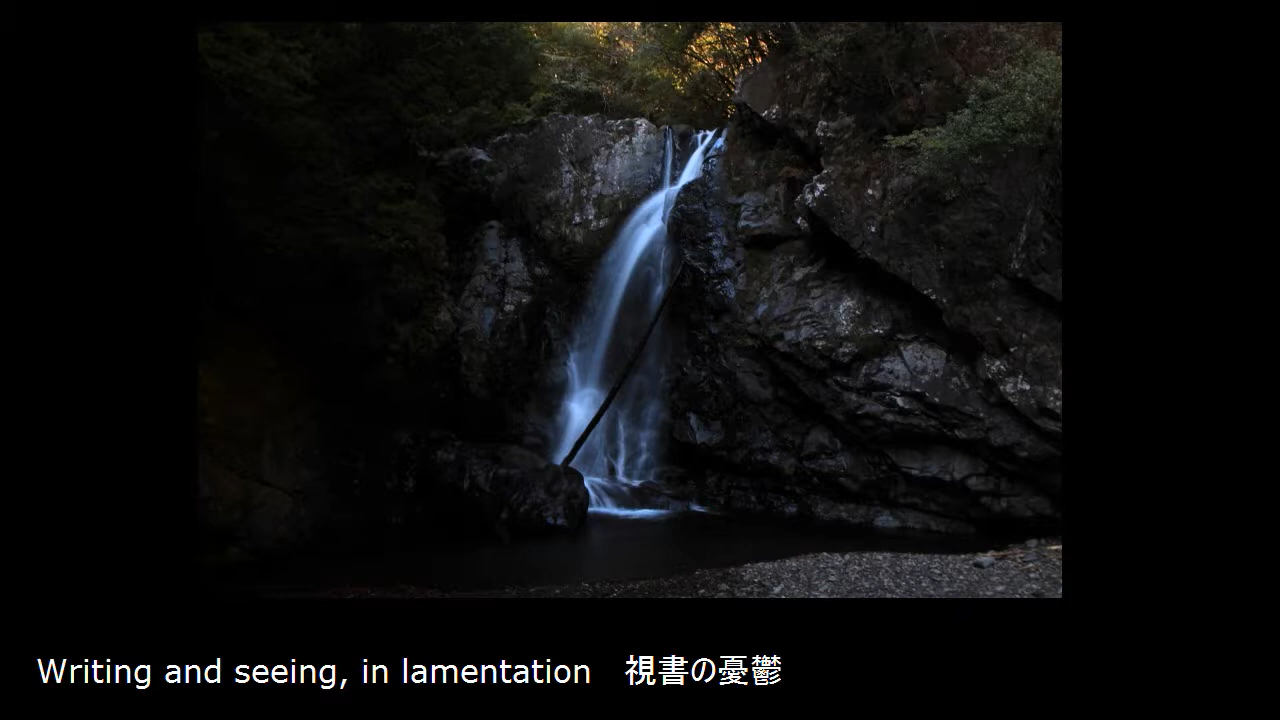 Writing and seeing, in lamentation　視書の憂鬱